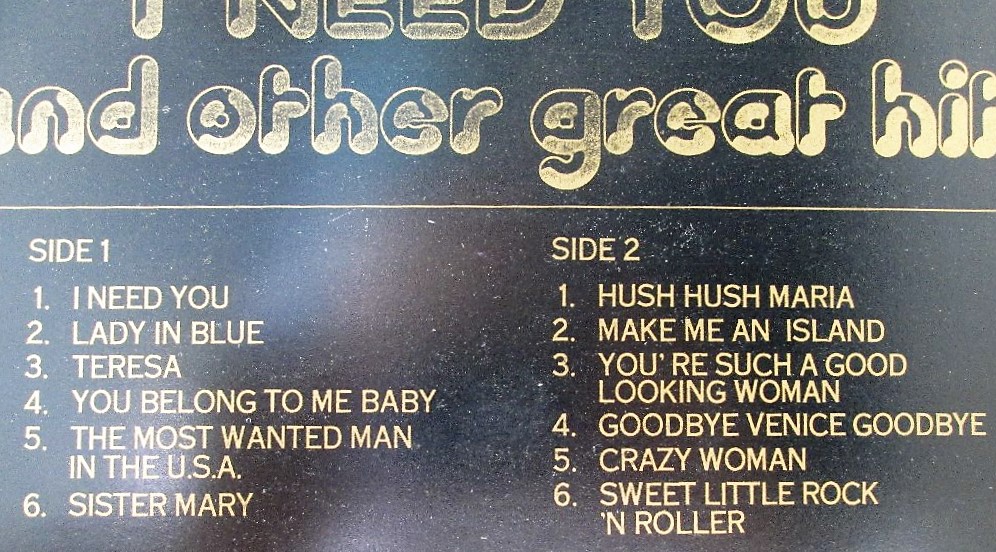 I NEED YOU
and other great hit
SIDE 1
1. I NEED YOU
2. LADY IN BLUE
3. TERESA
4. YOU BELONG TO ME BABY
5. THE MOST WANTED MAN
IN THE U.S.A.
6. SISTER MARY
SIDE 2
1. HUSH HUSH MARIA
2. MAKE ME AN ISLAND
3. YOU'RE SUCH A GOOD
LOOKING WOMAN
4. GOODBYE VENICE GOODBYE
5. CRAZY WOMAN
6. SWEET LITTLE ROCK
'N ROLLER